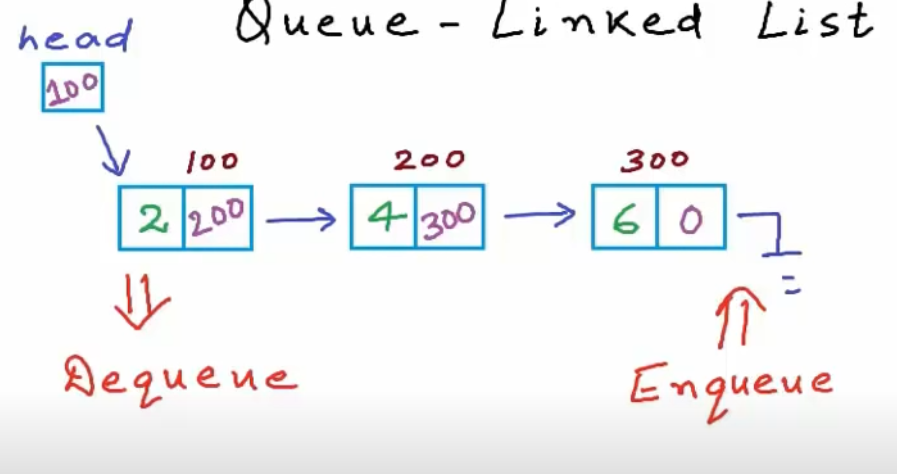 Queue - Linked List
head
100
100 200 300
2 200 4 300 6 0
Dequeue Enqueue